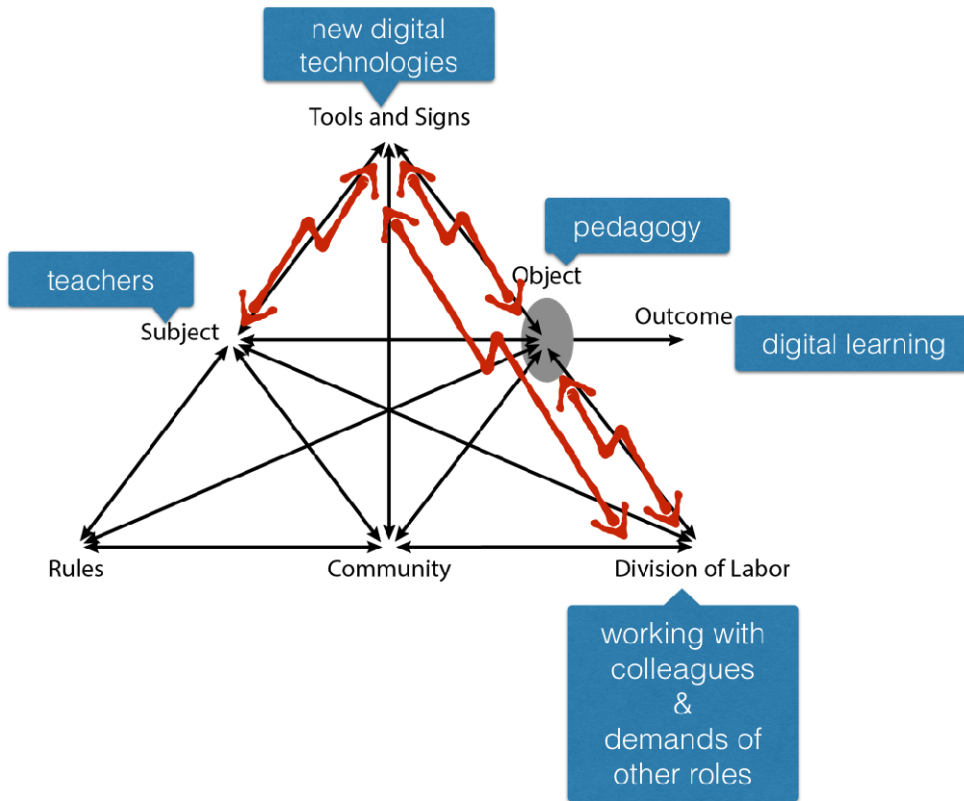 new digital
technologies
Tools and Signs
pedagogy
Object
teachers
Subject
Outcome
digital learning
Rules
Community
Division of Labor
working with
colleagues
&
demands of
other roles